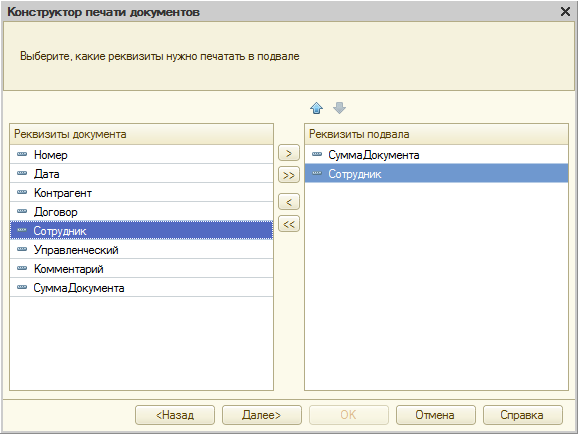 Конструктор печати документов
Выберите, какие реквизиты нужно печатать в подвале
Реквизиты документа
Номер
Дата
Контрагент
Договор
Сотрудник
Управленческий
Комментарий
СуммаДокумента
>
>>
<
<<
Реквизиты подвала
СуммаДокумента
Сотрудник
<Назад
Далее>
OK
Отмена
Справка